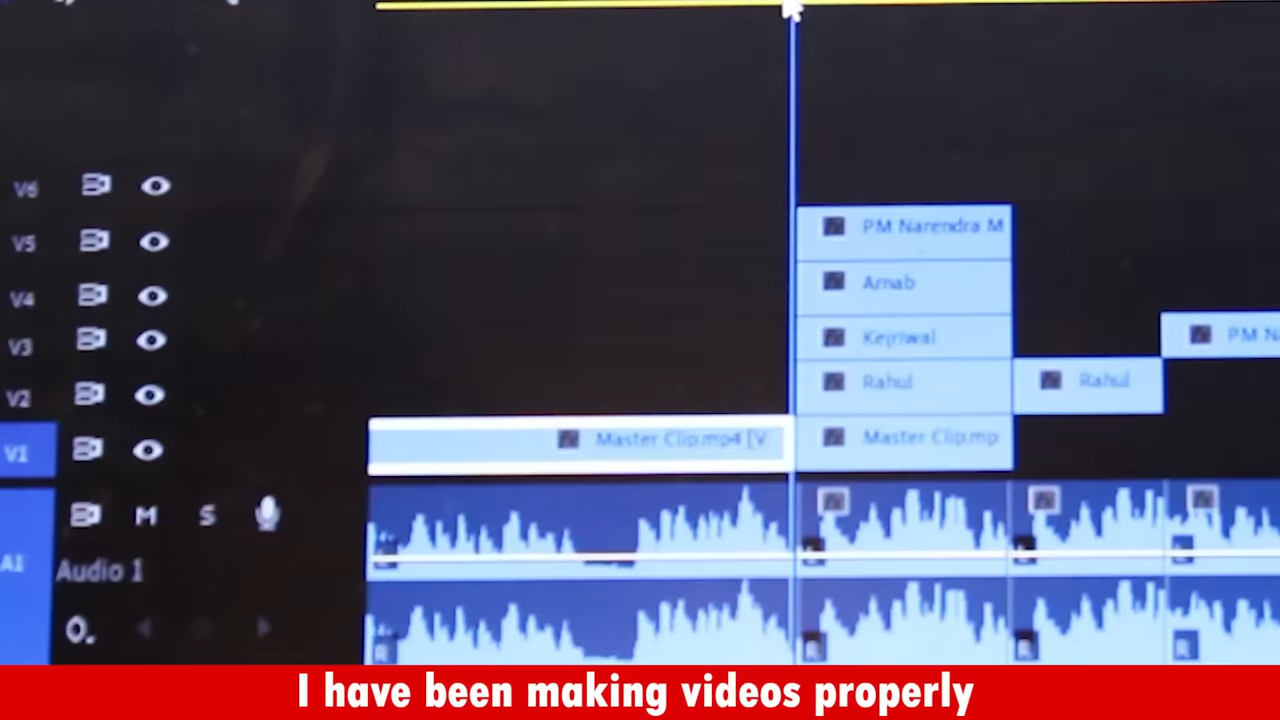 V6
V5
V4
V3
V2
V1
PM Narendra M
Arnab
Kejriwal
Rahul
Rahul
PM N
Master Clip.mp4 [V
Master Clip.mp
A1
M S
Audio 1
0.
L
L
L
L
R
R
R
R
I have been making videos properly